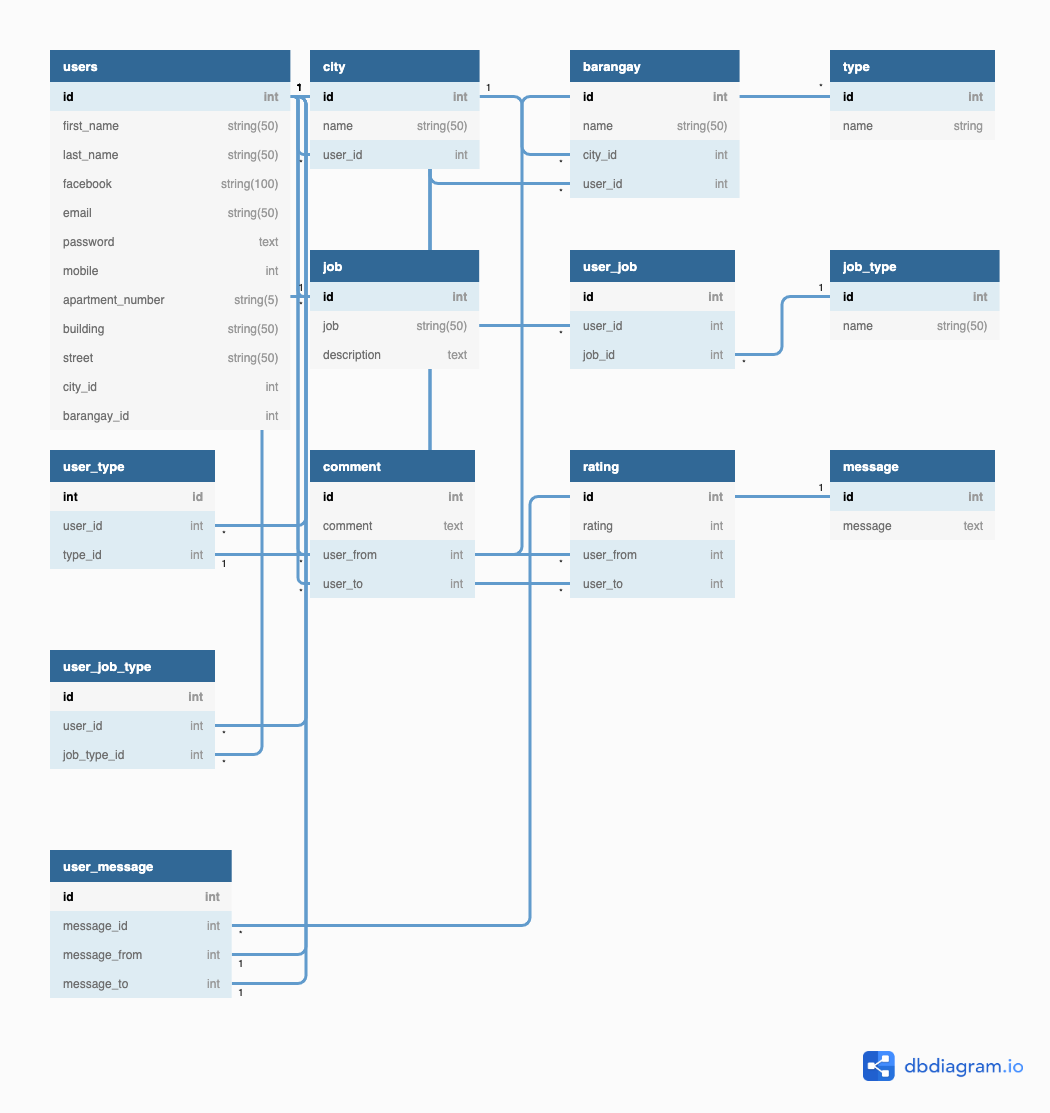 users
id int
first_name string(50)
last_name string(50)
facebook string(100)
email string(50)
password text
mobile int
apartment_number string(5)
building string(50)
street string(50)
city_id int
barangay_id int
1
city
id int
name string(50)
user_id int
*
1
barangay
id int
name string(50)
city_id int
user_id int
*
*
*
type
id int
name string
job
id int
job string(50)
description text
1
*
user_job
id int
user_id int
job_id int
*
*
1
job_type
id int
name string(50)
user_type
int id
user_id int
type_id int
*
1
comment
id int
comment text
user_from int
user_to int
*
*
rating
id int
rating int
user_from int
user_to int
*
*
1
message
id int
message text
user_job_type
id int
user_id int
job_type_id int
*
*
user_message
id int
message_id int
message_from int
message_to int
*
1
1
dbdiagram.io